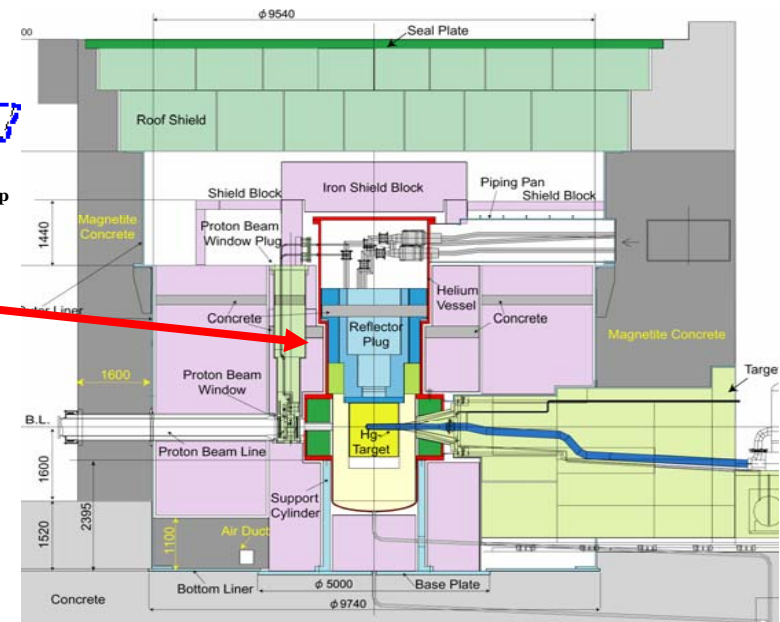 φ9540
00
Seal Plate
Roof Shield
p
Shield Block
Iron Shield Block
Piping Pan
Shield Block
Magnetite
Concrete
1440
Proton Beam
Window Plug
Helium
Vessel
Liner
Concrete
Reflector
Plug
Concrete
Magnetite Concrete
1600
Proton Beam
Window
Target
B.L.
Proton Beam Line
Hg-
Target
1600
2395
Support
Cylinder
1520
1100
Air Duct
Bottom Liner
φ 5000
Base Plate
Concrete
φ9740